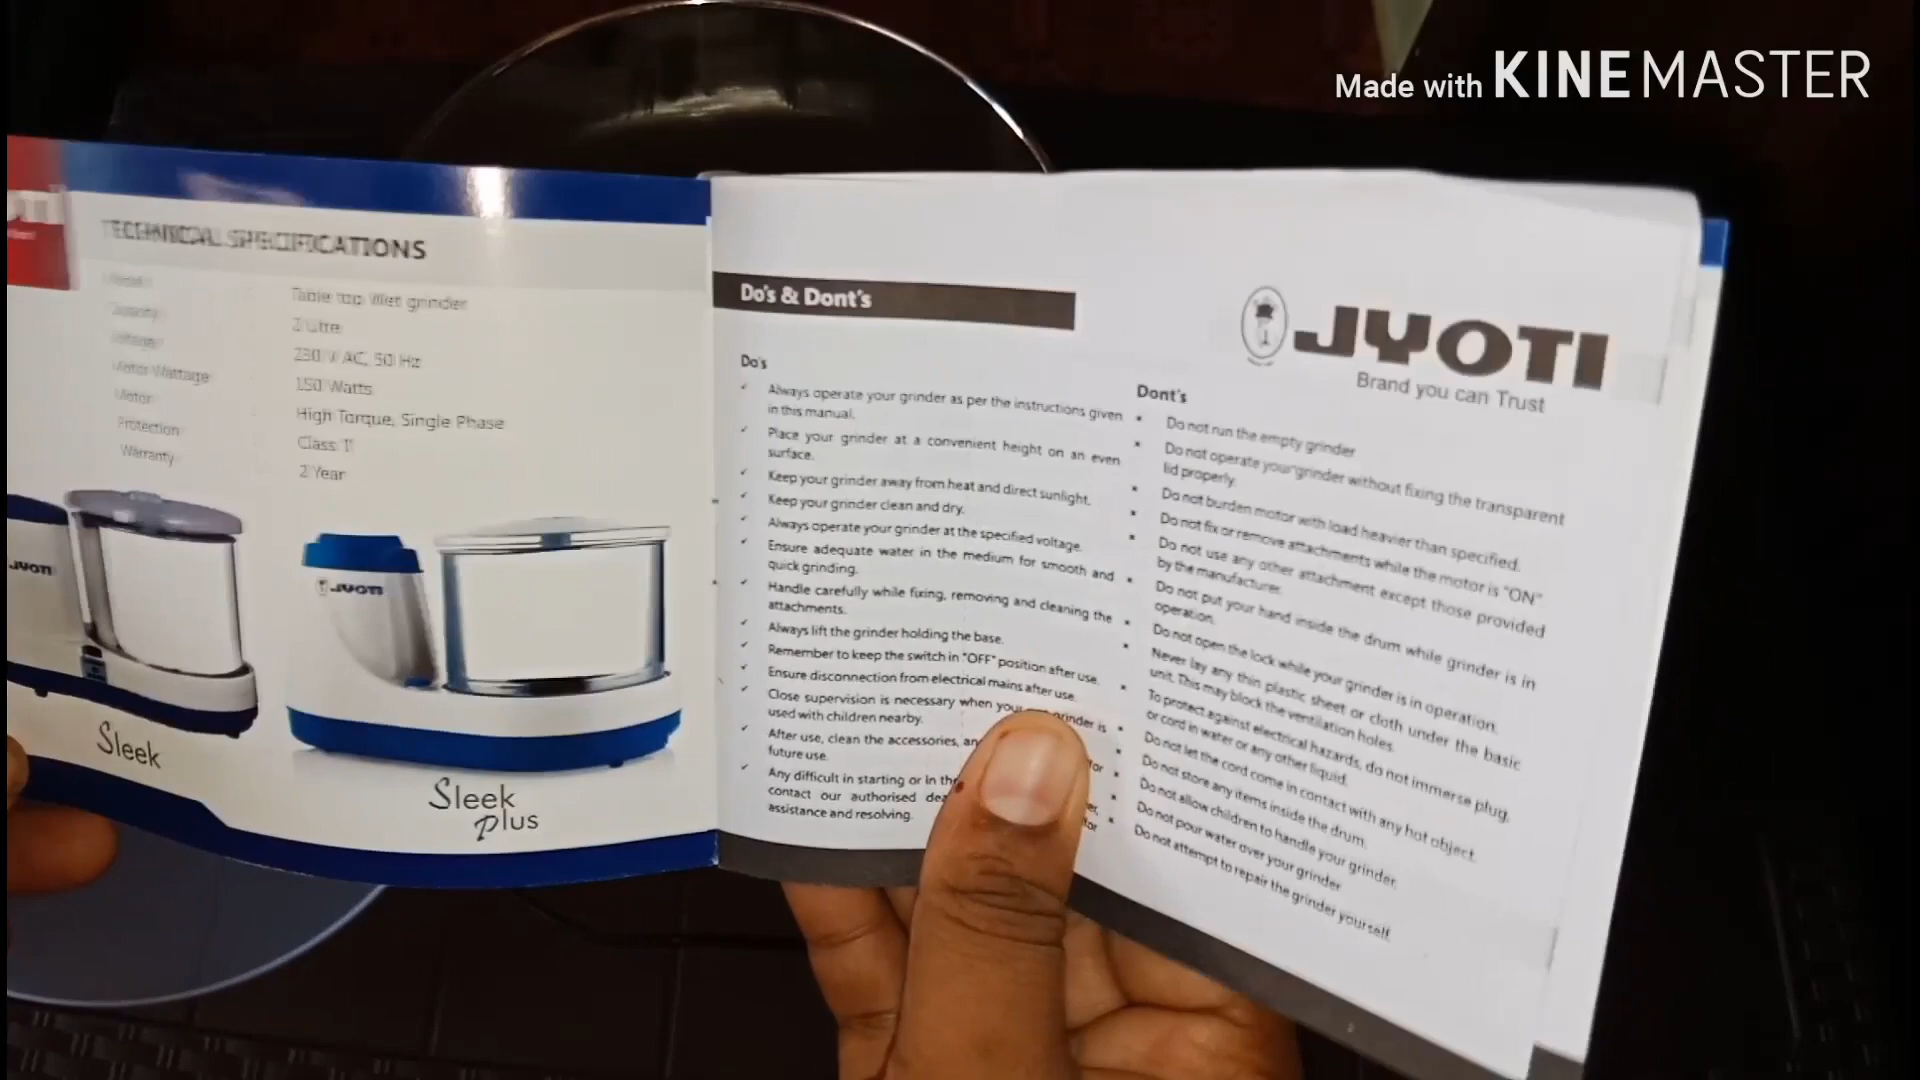 Made with KINEMASTER
TECHNICAL SPECIFICATIONS
Model Table top Wet grinder
Capacity 2 Litre
Voltage 230 V AC, 50 Hz
Motor Wattage 150 Watts
Motor High Torque, Single Phase
Protection Class 'I'
Warranty 2 Year
JYOTI
JYOTI
Sleek
Sleek
plus
Do's & Dont's
JYOTI
Brand you can Trust
Do's
Always operate your grinder as per the instructions given
in this manual.
Place your grinder at a convenient height on an even
surface.
Keep your grinder away from heat and direct sunlight.
Keep your grinder clean and dry.
Always operate your grinder at the specified voltage.
Ensure adequate water in the medium for smooth and
quick grinding.
Handle carefully while fixing, removing and cleaning the
attachments.
Always lift the grinder holding the base.
Remember to keep the switch in "OFF" position after use.
Ensure disconnection from electrical mains after use.
Close supervision is necessary when your grinder is
used with children nearby.
After use, clean the accessories, for
future use.
Any difficult in starting or in
contact our authorised
assistance and resolving.
Dont's
Do not run the empty grinder
Do not operate your grinder without fixing the transparent
lid properly.
Do not burden motor with load heavier than specified.
Do not fix or remove attachments while the motor is "ON"
Do not use any other attachment except those provided
by the manufacturer.
Do not put your hand inside the drum while grinder is in
operation.
Do not open the lock while your grinder is in operation.
Never lay any thin plastic sheet or cloth under the basic
unit. This may block the ventilation holes.
To protect against electrical hazards, do not immerse plug,
or cord in water or any other liquid.
Do not let the cord come in contact with any hot object.
Do not store any items inside the drum.
Do not allow children to handle your grinder.
Do not pour water over your grinder
Do not attempt to repair the grinder yourself.